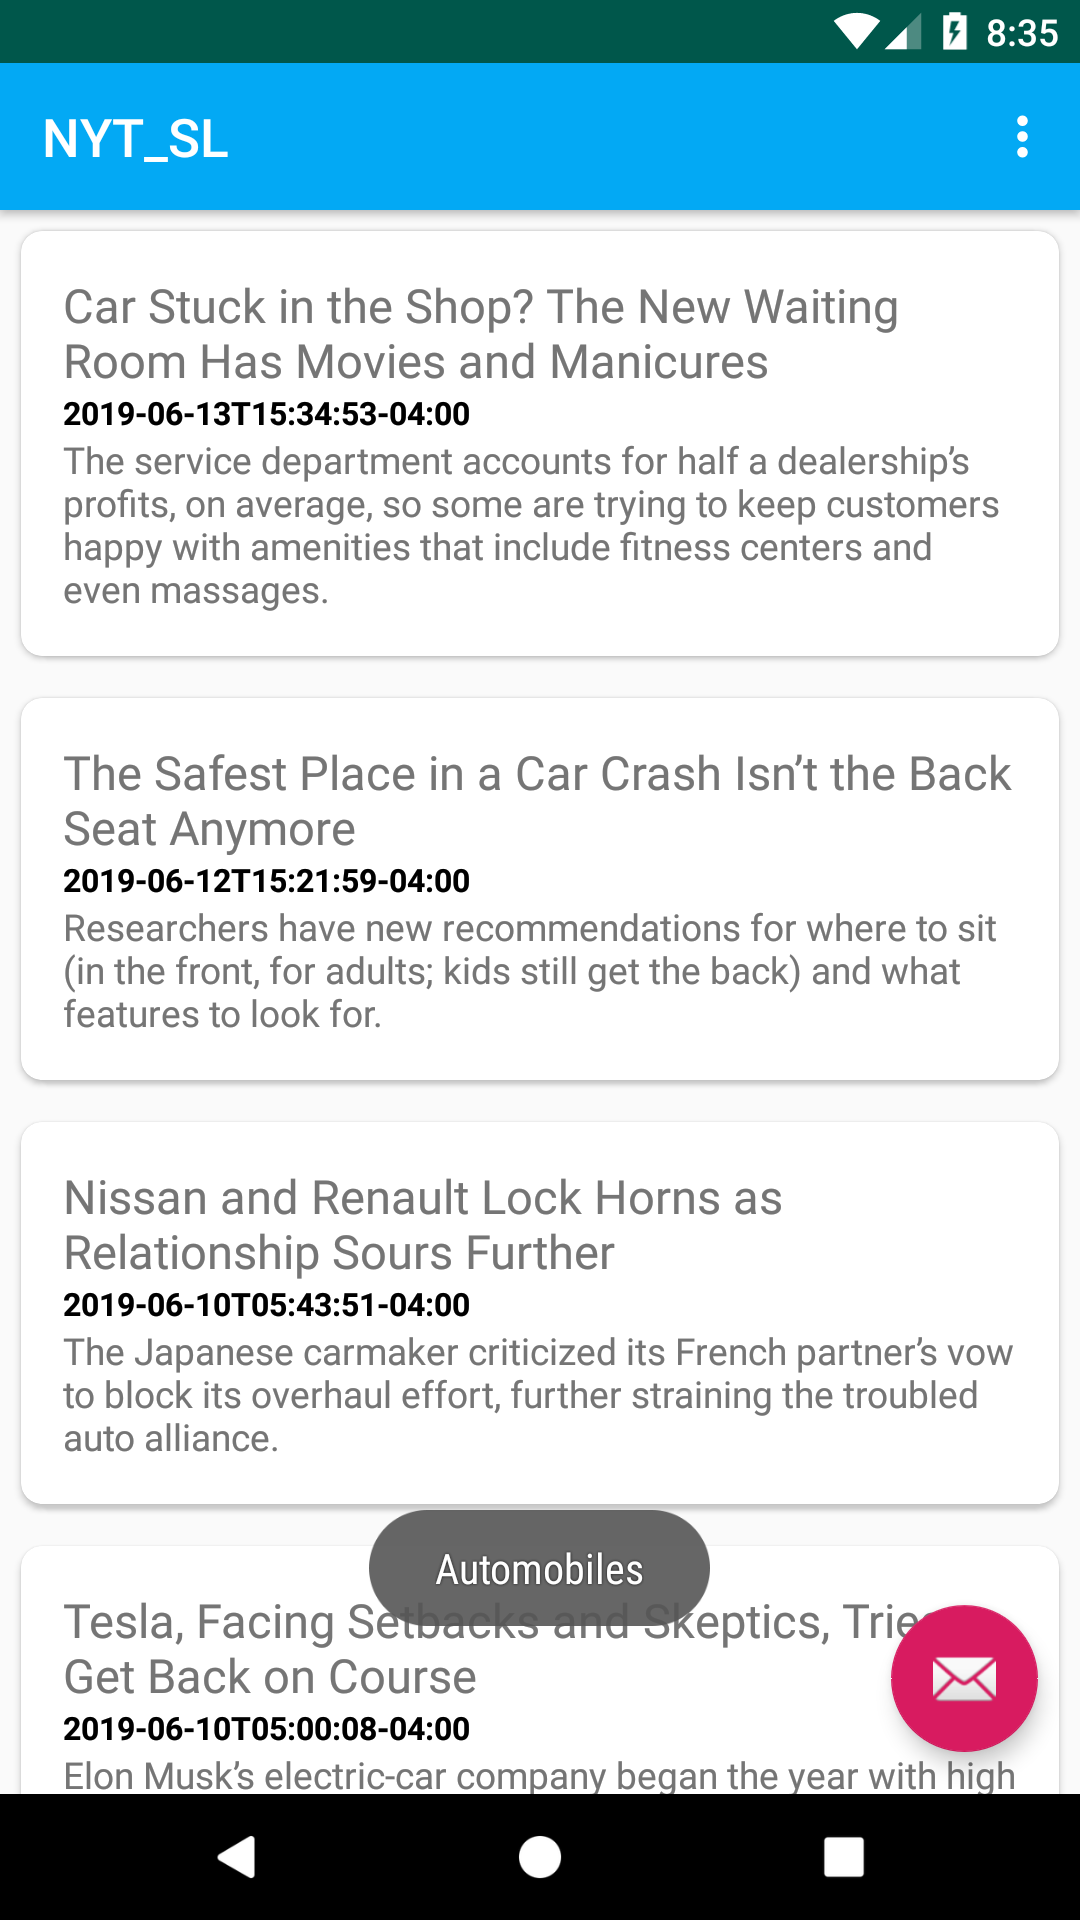 8:35
NYT_SL
Car Stuck in the Shop? The New Waiting
Room Has Movies and Manicures
2019-06-13T15:34:53-04:00
The service department accounts for half a dealership’s
profits, on average, so some are trying to keep customers
happy with amenities that include fitness centers and
even massages.
The Safest Place in a Car Crash Isn’t the Back
Seat Anymore
2019-06-12T15:21:59-04:00
Researchers have new recommendations for where to sit
(in the front, for adults; kids still get the back) and what
features to look for.
Nissan and Renault Lock Horns as
Relationship Sours Further
2019-06-10T05:43:51-04:00
The Japanese carmaker criticized its French partner’s vow
to block its overhaul effort, further straining the troubled
auto alliance.
Automobiles
Tesla, Facing Setbacks and Skeptics,
Get Back on Course
2019-06-10T05:00:08-04:00
Elon Musk’s electric-car company began the year with high